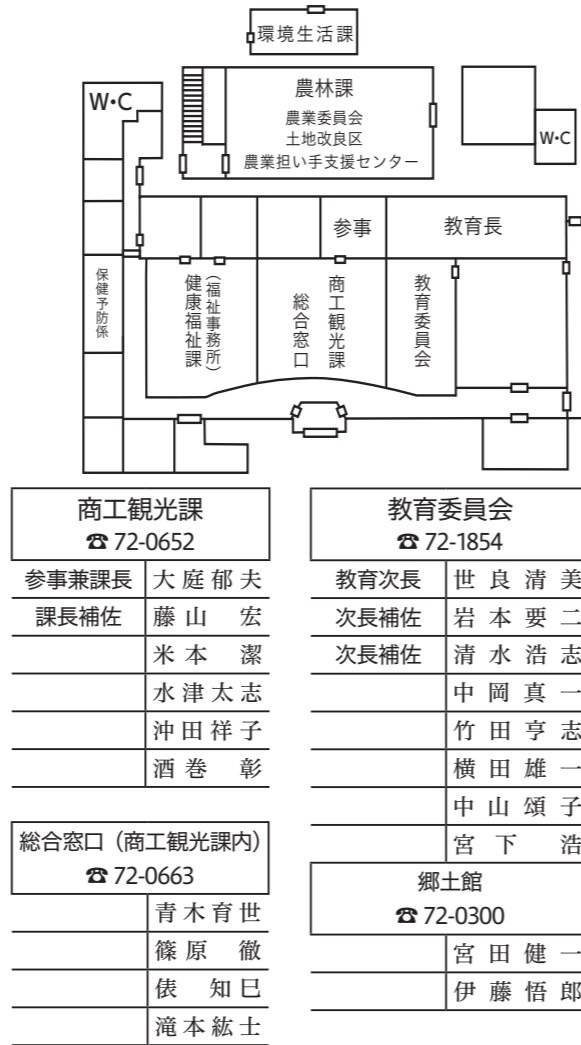 環境生活課
W・C
農林課
農業委員会
土地改良区
農業担い手支援センター
W・C
参事
教育長
保健予防係
健康福祉課
（福祉事務所）
総合窓口
商工観光課
教育委員会
商工観光課
☎ 72-0652
参事兼課長 大庭郁夫
課長補佐 藤山 宏
米本 潔
水津太志
沖田祥子
酒巻 彰
総合窓口（商工観光課内）
☎ 72-0663
青木育世
篠原 徹
俵 知巳
滝本紘士
教育委員会
☎ 72-1854
教育次長 世良清美
次長補佐 岩本要二
次長補佐 清水浩志
中岡真一
竹田亨志
横田雄一
中山頌子
宮下 浩
郷土館
☎ 72-0300
宮田健一
伊藤悟郎